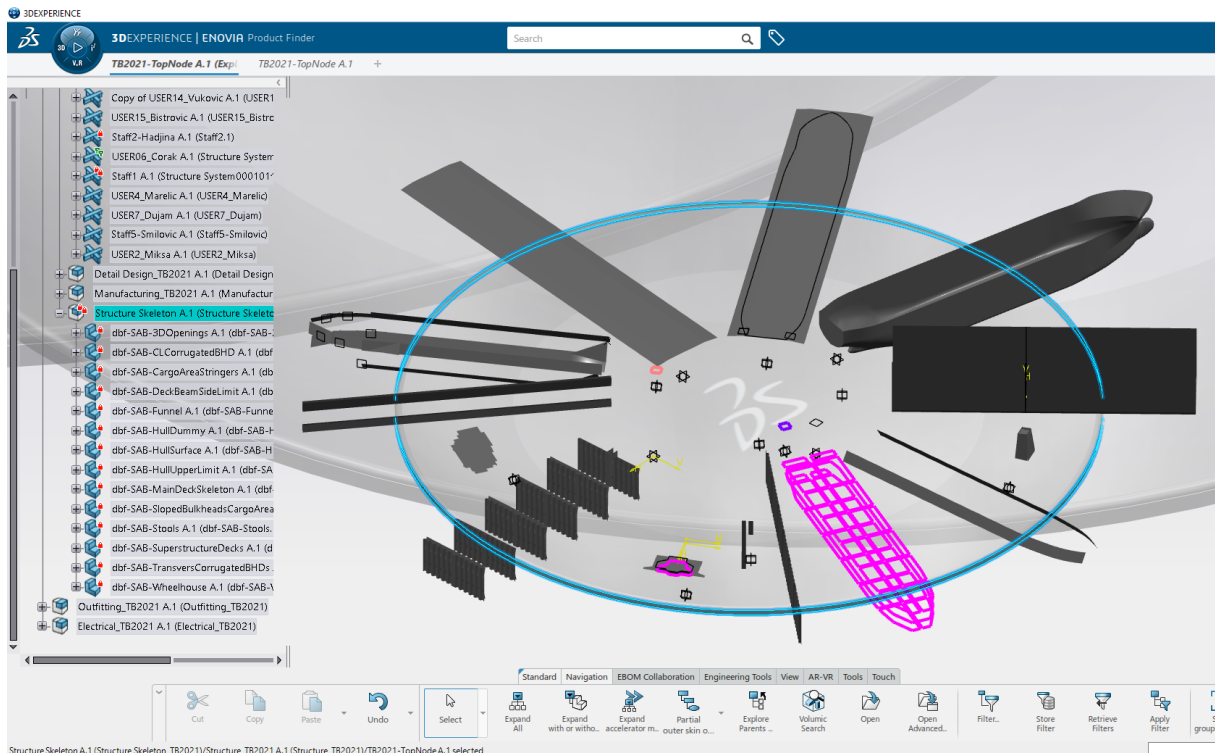 3DEXPERIENCE
3DEXPERIENCE | ENOVIA Product Finder
Search
3D
V.R
TB2021-TopNode A.1 (Exp
TB2021-TopNode A.1
Copy of USER14_Vukovic A.1 (USER1
USER15_Bistrovic A.1 (USER15_Bistrc
Staff2-Hadjina A.1 (Staff2.1)
USER06_Corak A.1 (Structure System
Staff1 A.1 (Structure System0001011
USER4_Marelic A.1 (USER4_Marelic)
USER7_Dujam A.1 (USER7_Dujam)
Staff5-Smilovic A.1 (Staff5-Smilovic)
USER2_Miksa A.1 (USER2_Miksa)
Detail Design_TB2021 A.1 (Detail Design
Manufacturing_TB2021 A.1 (Manufactur
Structure Skeleton A.1 (Structure Skeletc
dbf-SAB-3DOpenings A.1 (dbf-SAB-
dbf-SAB-CLCorrugatedBHD A.1 (dbf
dbf-SAB-CargoAreaStringers A.1 (db
dbf-SAB-DeckBeamSideLimit A.1 (db
dbf-SAB-Funnel A.1 (dbf-SAB-Funne
dbf-SAB-HullDummy A.1 (dbf-SAB-H
dbf-SAB-HullSurface A.1 (dbf-SAB-H
dbf-SAB-HullUpperLimit A.1 (dbf-SA
dbf-SAB-MainDeckSkeleton A.1 (dbf-
dbf-SAB-SlopedBulkheadsCargoArea
dbf-SAB-Stools A.1 (dbf-SAB-Stools.
dbf-SAB-SuperstructureDecks A.1 (d
dbf-SAB-TransversCorrugatedBHDs
dbf-SAB-Wheelhouse A.1 (dbf-SAB-V
Outfitting_TB2021 A.1 (Outfitting_TB2021)
Electrical_TB2021 A.1 (Electrical_TB2021)
Standard Navigation EBOM Collaboration Engineering Tools View AR-VR Tools Touch
Cut
Copy
Paste
Undo
Select
Expand All
Expand with or witho...
Expand accelerator m...
Partial outer skin o...
Explore Parents ...
Volumic Search
Open
Open Advanced...
Filter...
Store Filter
Retrieve Filters
Apply Filter
group
Structure Skeleton A.1 (Structure Skeleton_TB2021)/Structure_TB2021 A.1 (Structure_TB2021)/TB2021-TopNode A.1 selected